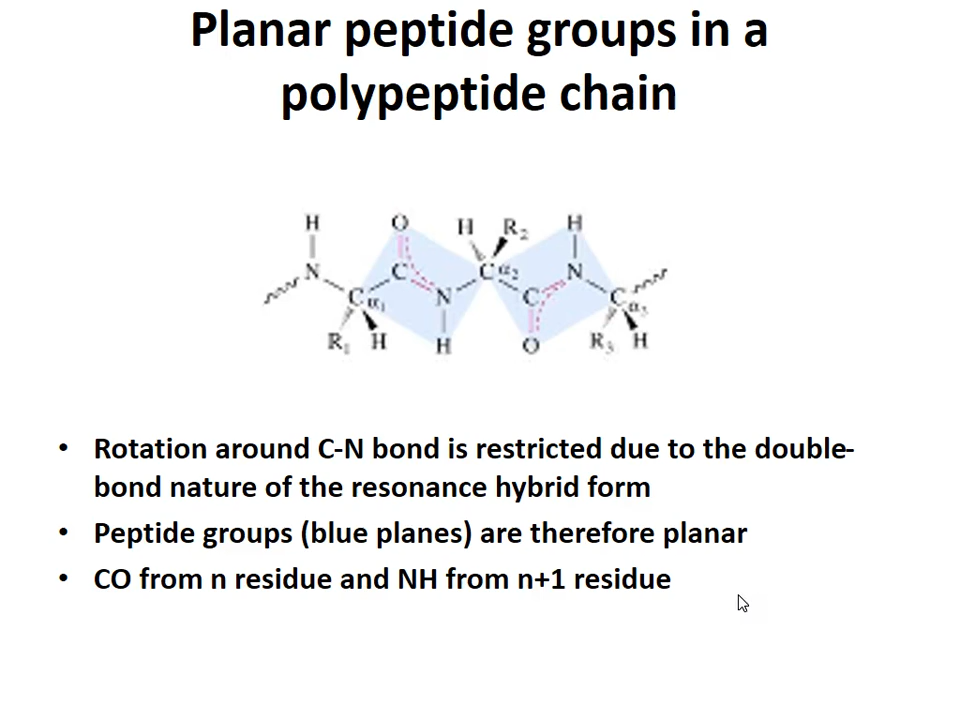 Planar peptide groups in a
polypeptide chain
H O H R2 H
N C Cα2 N
Cα1 N C Cα3
R1 H H O R3 H
• Rotation around C-N bond is restricted due to the double-
bond nature of the resonance hybrid form
• Peptide groups (blue planes) are therefore planar
• CO from n residue and NH from n+1 residue